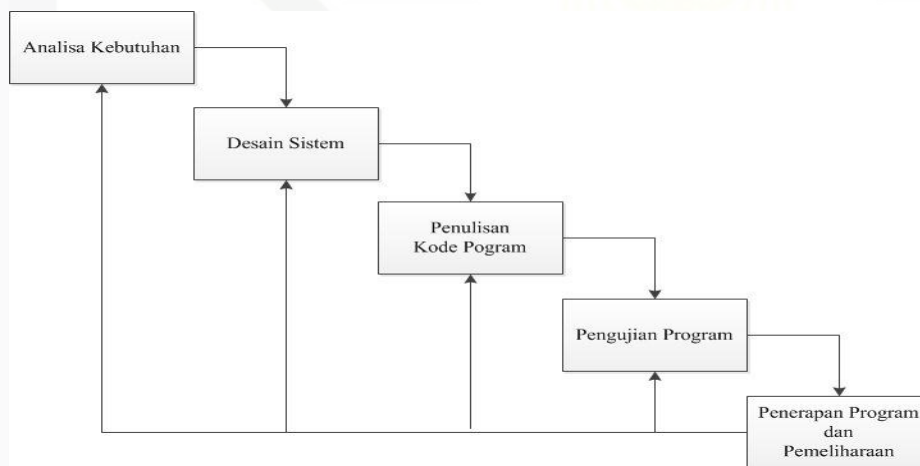 Analisa Kebutuhan
Desain Sistem
Penulisan
Kode Pogram
Pengujian Program
Penerapan Program
dan
Pemeliharaan